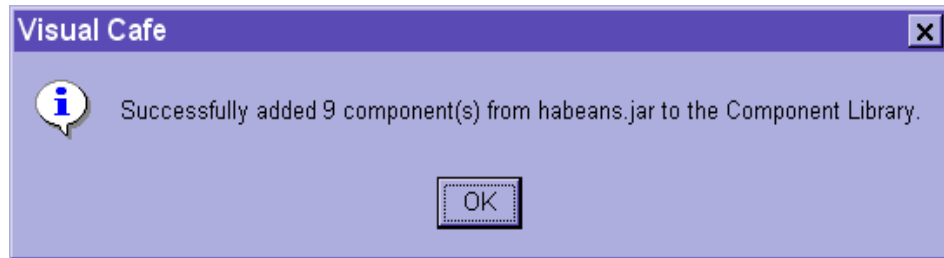 Visual Cafe
Successfully added 9 component(s) from habeans.jar to the Component Library.
OK